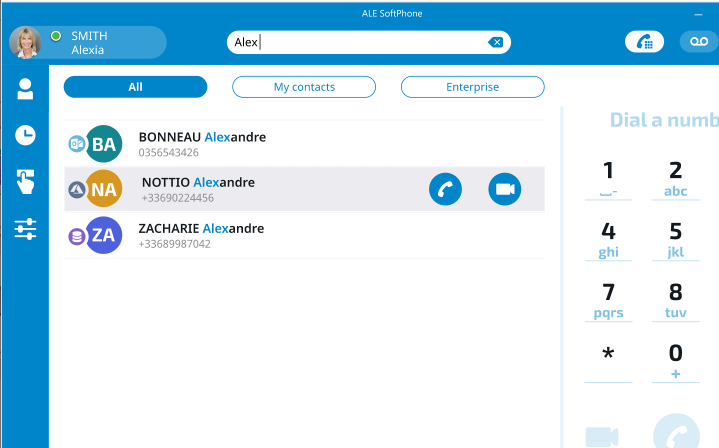 ALE SoftPhone
SMITH
Alexia
Alex
All
My contacts
Enterprise
BA
BONNEAU Alexandre
0356543426
NA
NOTTIO Alexandre
+33690224456
ZA
ZACHARIE Alexandre
+33689987042
Dial a numb
1
2
abc
4
ghi
5
jkl
7
pqrs
8
tuv
*
0
+